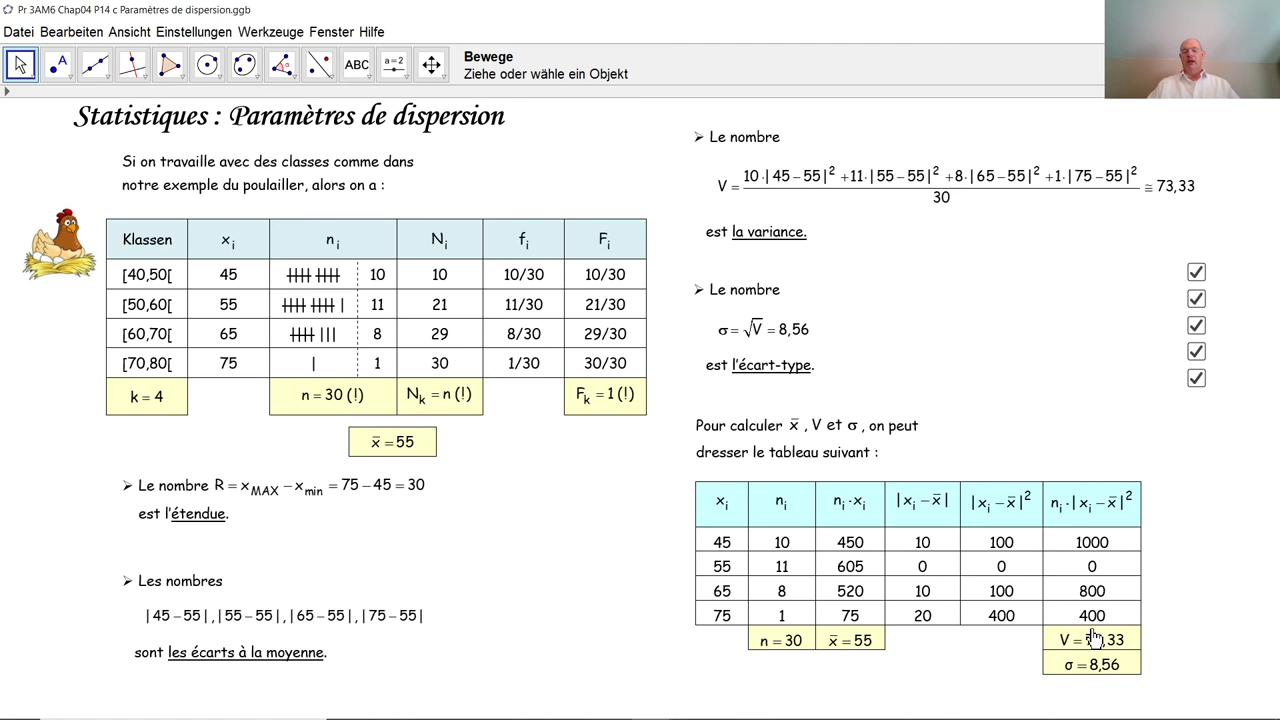 Pr 3AM6 Chap04 P14 c Paramètres de dispersion.ggb
Datei Bearbeiten Ansicht Einstellungen Werkzeuge Fenster Hilfe
A
ABC
a=2
Bewege
Ziehe oder wähle ein Objekt
Statistiques : Paramètres de dispersion
Si on travaille avec des classes comme dans
notre exemple du poulailler, alors on a :
Klassen x_i n_i N_i f_i F_i
[40,50[ 45 10 10 10/30 10/30
[50,60[ 55 11 21 11/30 21/30
[60,70[ 65 8 29 8/30 29/30
[70,80[ 75 1 30 1/30 30/30
k = 4 n = 30 (!) N_k = n (!) F_k = 1 (!)
x̄ = 55
➢ Le nombre R = x_MAX − x_min = 75 − 45 = 30
est l'étendue.
➢ Les nombres
|45 − 55|, |55 − 55|, |65 − 55|, |75 − 55|
sont les écarts à la moyenne.
➢ Le nombre
V = (10·|45 − 55|² + 11·|55 − 55|² + 8·|65 − 55|² + 1·|75 − 55|²) / 30 ≅ 73,33
est la variance.
➢ Le nombre
σ = √V = 8,56
est l'écart-type.
Pour calculer x̄, V et σ, on peut
dresser le tableau suivant :
x_i n_i n_i·x_i |x_i − x̄| |x_i − x̄|² n_i·|x_i − x̄|²
45 10 450 10 100 1000
55 11 605 0 0 0
65 8 520 10 100 800
75 1 75 20 400 400
n = 30 x̄ = 55 V = ,33
σ = 8,56